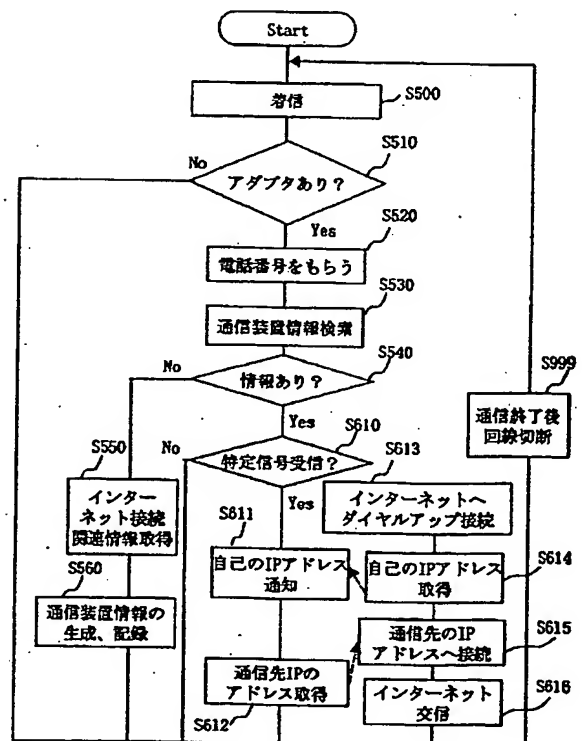 Start
着信
S500
S510
No
アダプタあり?
Yes
S520
電話番号をもらう
S530
通信装置情報検索
S540
No
情報あり?
S999
通信終了後
回線切断
Yes
S610
No
特定信号受信?
S613
S550
インター
ネット接続
関連情報取得
Yes
S611
インターネットへ
ダイヤルアップ接続
自己のIPアドレス
通知
自己のIPアドレス
取得
S614
S560
通信装置情報の
生成、記録
通信先のIP
アドレスへ接続
S615
通信先IPの
アドレス取得
S612
インターネット
交信
S616